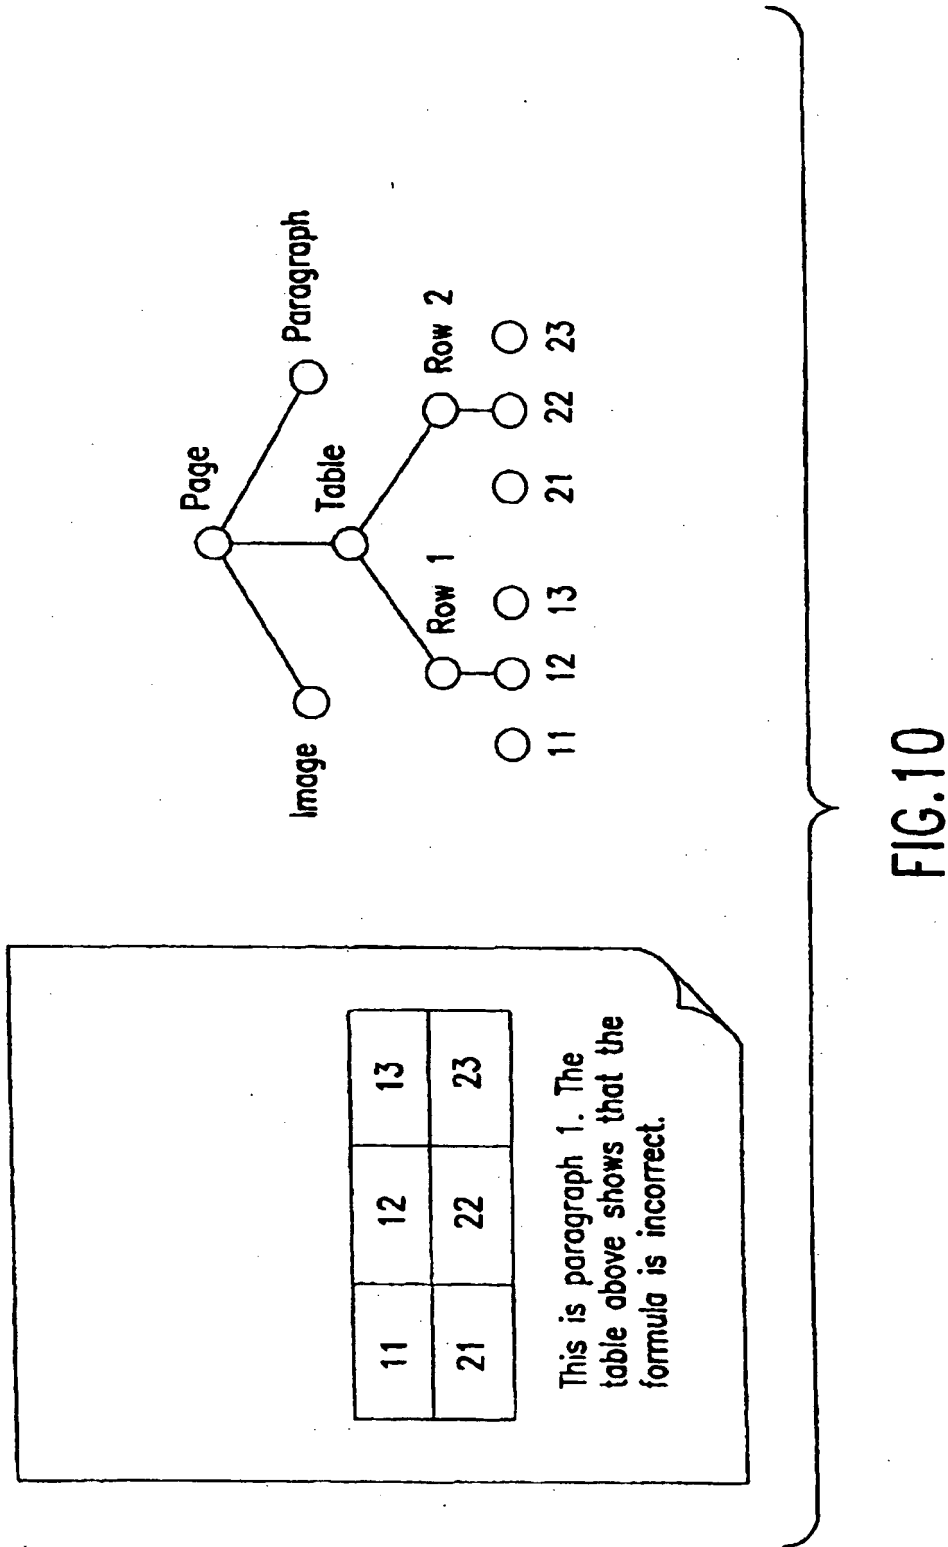 11 12 13
21 22 23
This is paragraph 1. The
table above shows that the
formula is incorrect.
Page
Image
Paragraph
Table
Row 1
Row 2
11 12 13 21 22 23
FIG.10